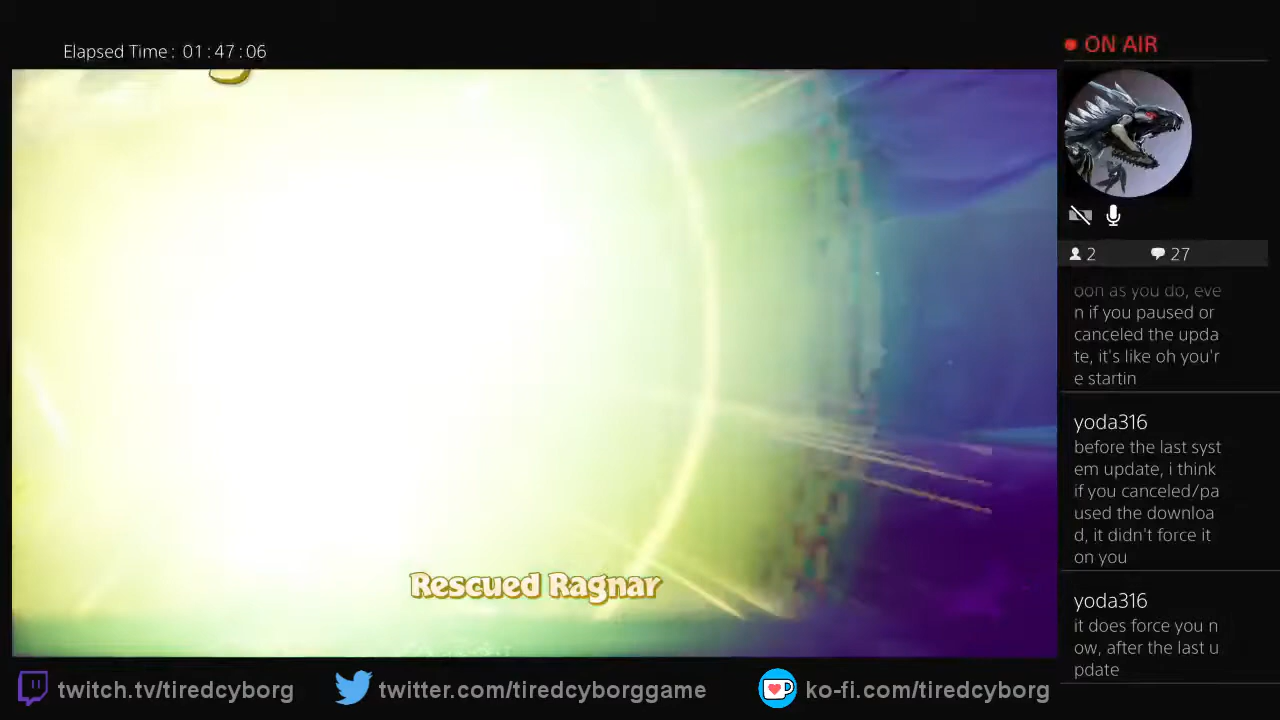 Elapsed Time: 01:47:06
ON AIR
2 27
oon as you do, eve
n if you paused or
canceled the upda
te, it's like oh you'r
e startin
yoda316
before the last syst
em update, i think
if you canceled/pa
used the downloa
d, it didn't force it
on you
yoda316
it does force you n
ow, after the last u
pdate
Rescued Ragnar
twitch.tv/tiredcyborg twitter.com/tiredcyborggame ko-fi.com/tiredcyborg